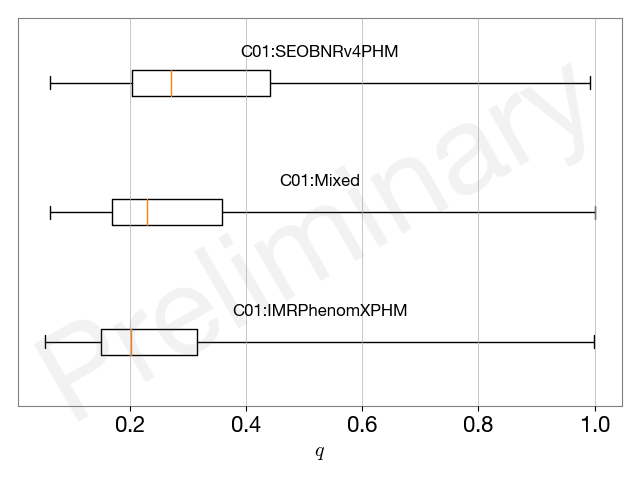 C01:SEOBNRv4PHM
C01:Mixed
C01:IMRPhenomXPHM
Preliminary
0.2 0.4 0.6 0.8 1.0
q